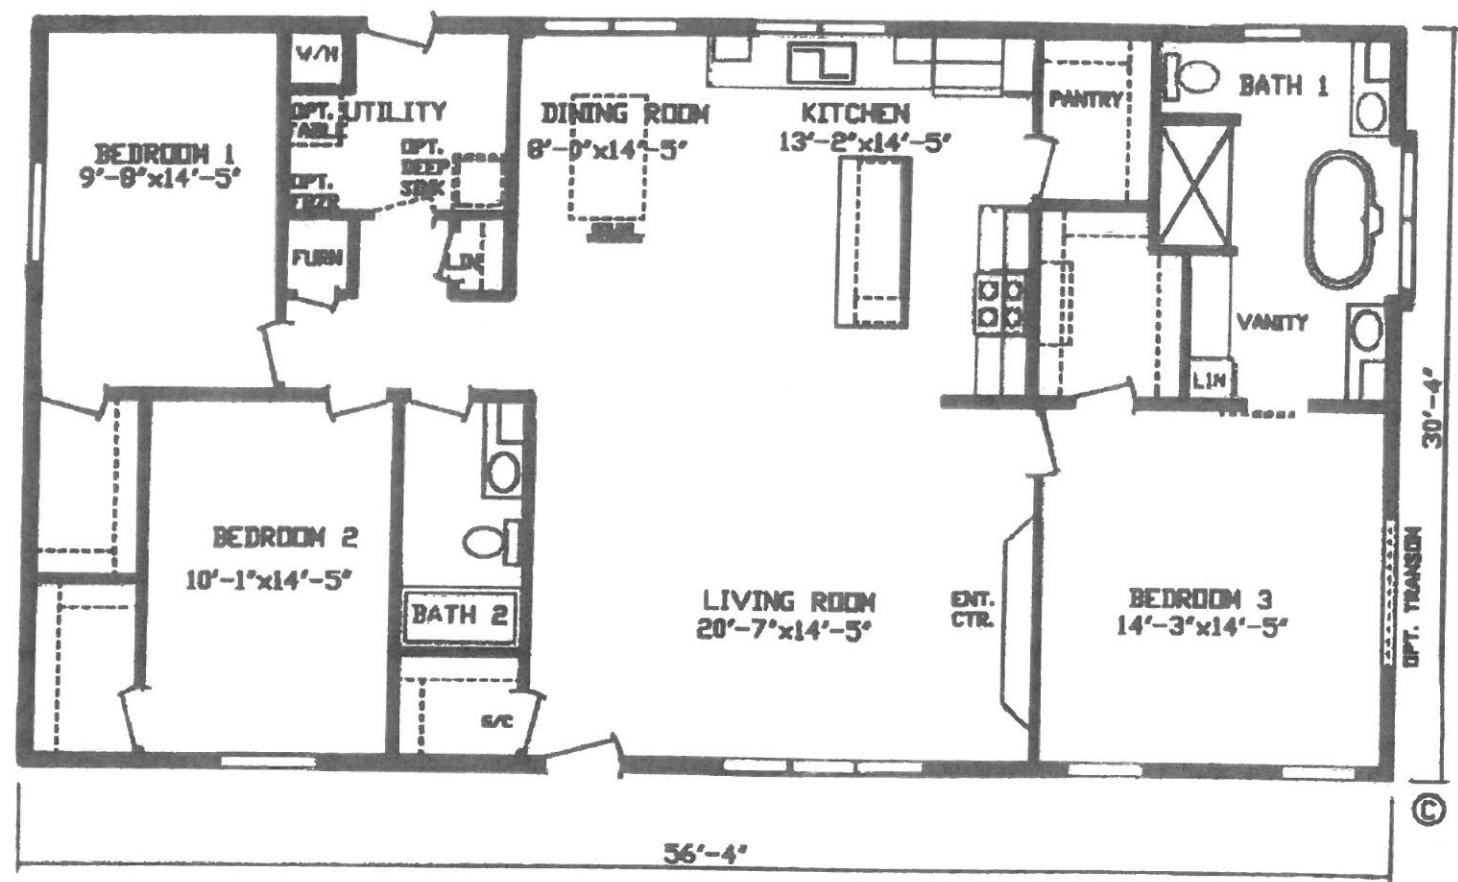 W/H
OPT.
TABLE
UTILITY
OPT.
DEEP
SINK
OPT.
FRZR
BEDROOM 1
9'-8"x14'-5"
FURN
LIN
DINING ROOM
8'-0"x14'-5"
KITCHEN
13'-2"x14'-5"
PANTRY
BATH 1
VANITY
LIN
BEDROOM 2
10'-1"x14'-5"
BATH 2
G/C
LIVING ROOM
20'-7"x14'-5"
ENT.
CTR.
BEDROOM 3
14'-3"x14'-5"
OPT. TRANSOM
30'-4"
©
56'-4"